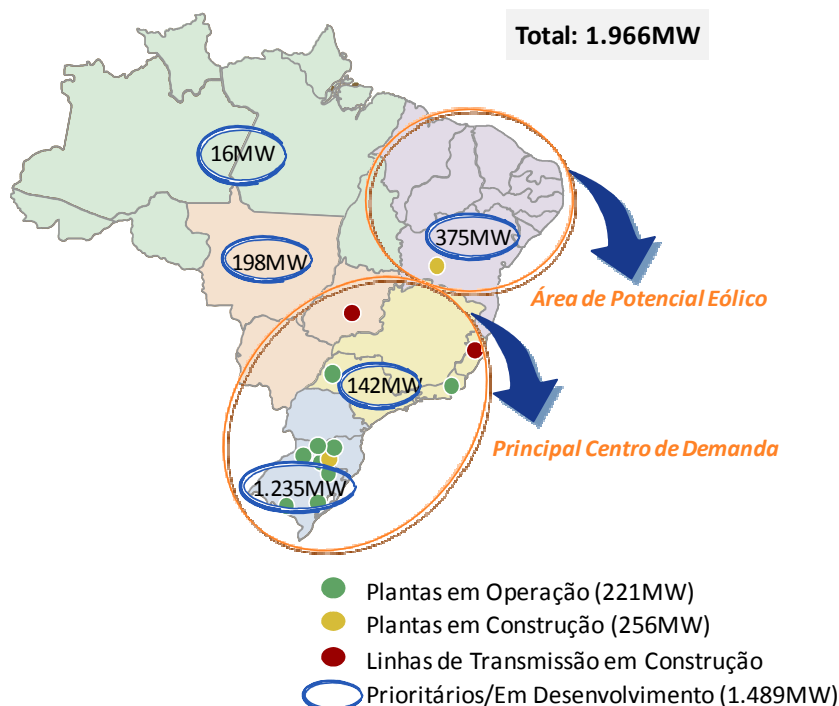 Total: 1.966MW
16MW
375MW
198MW
Área de Potencial Eólico
142MW
Principal Centro de Demanda
1.235MW
Plantas em Operação (221MW)
Plantas em Construção (256MW)
Linhas de Transmissão em Construção
Prioritários/Em Desenvolvimento (1.489MW)